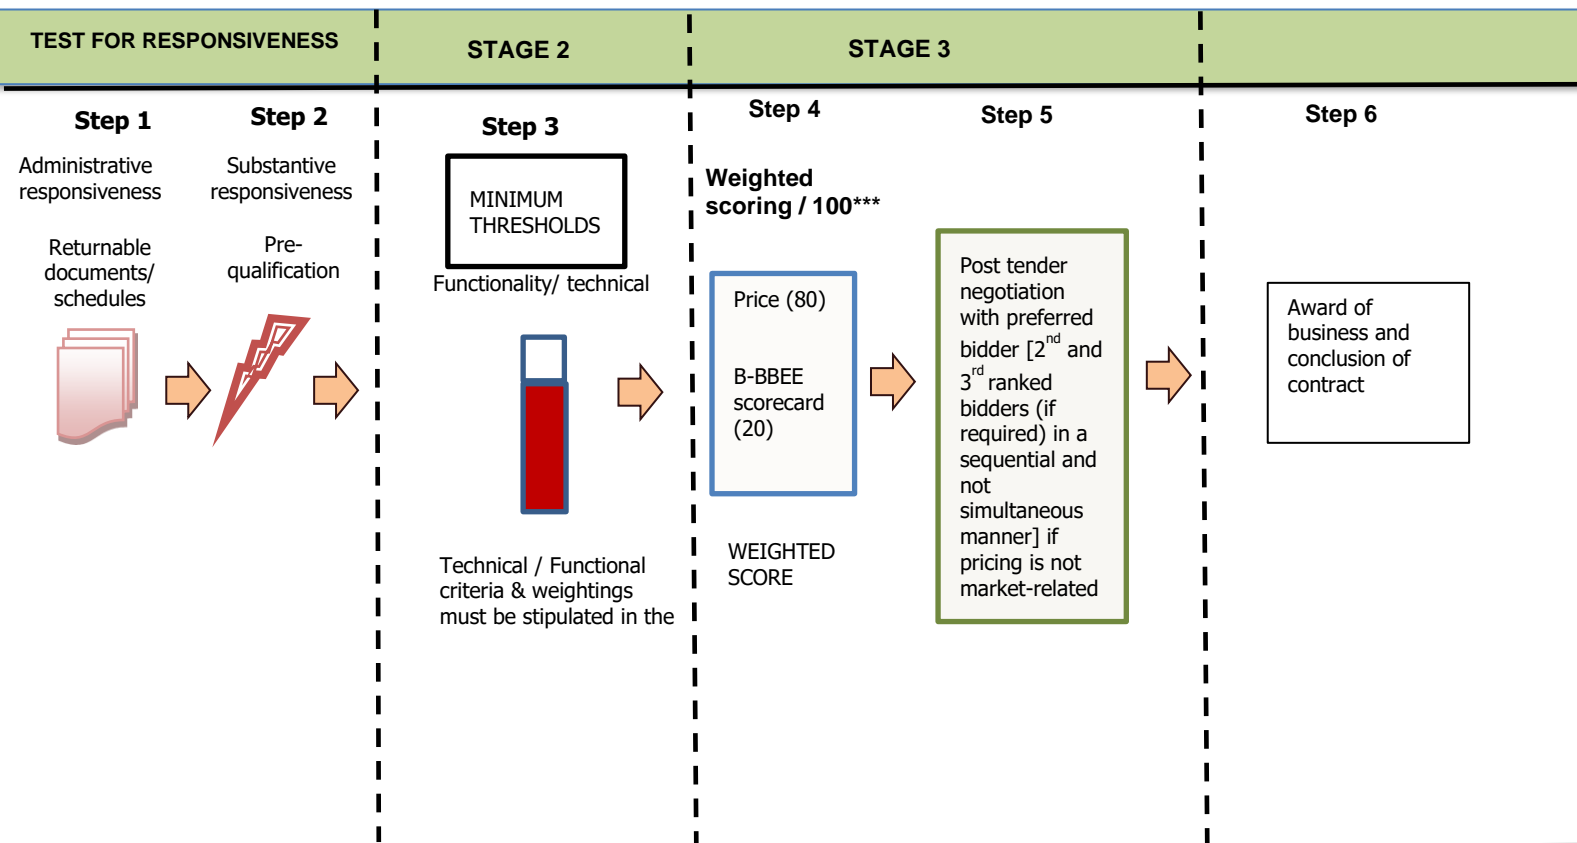 TEST FOR RESPONSIVENESS
STAGE 2
STAGE 3
Step 1
Administrative
responsiveness
Returnable
documents/
schedules
Step 2
Substantive
responsiveness
Pre-
qualification
Step 3
MINIMUM
THRESHOLDS
Functionality/ technical
Technical / Functional
criteria & weightings
must be stipulated in the
Step 4
Weighted
scoring / 100***
Price (80)
B-BBEE
scorecard
(20)
WEIGHTED
SCORE
Step 5
Post tender
negotiation
with preferred
bidder [2nd and
3rd ranked
bidders (if
required) in a
sequential and
not
simultaneous
manner] if
pricing is not
market-related
Step 6
Award of
business and
conclusion of
contract